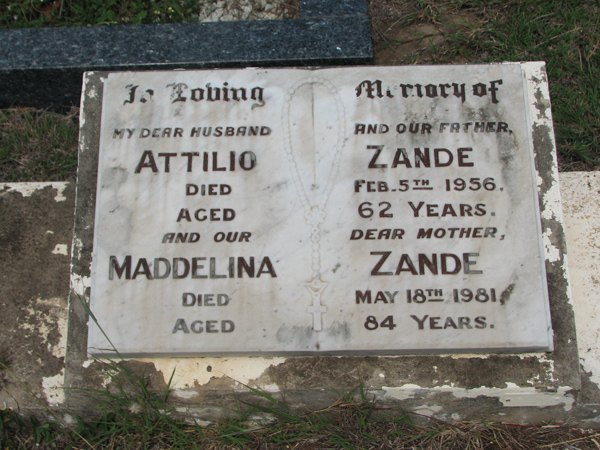 In Loving Memory of
MY DEAR HUSBAND AND OUR FATHER,
ATTILIO ZANDE
DIED FEB. 5TH 1956.
AGED 62 YEARS.
AND OUR DEAR MOTHER,
MADDELINA ZANDE
DIED MAY 18TH 1981,
AGED 84 YEARS.